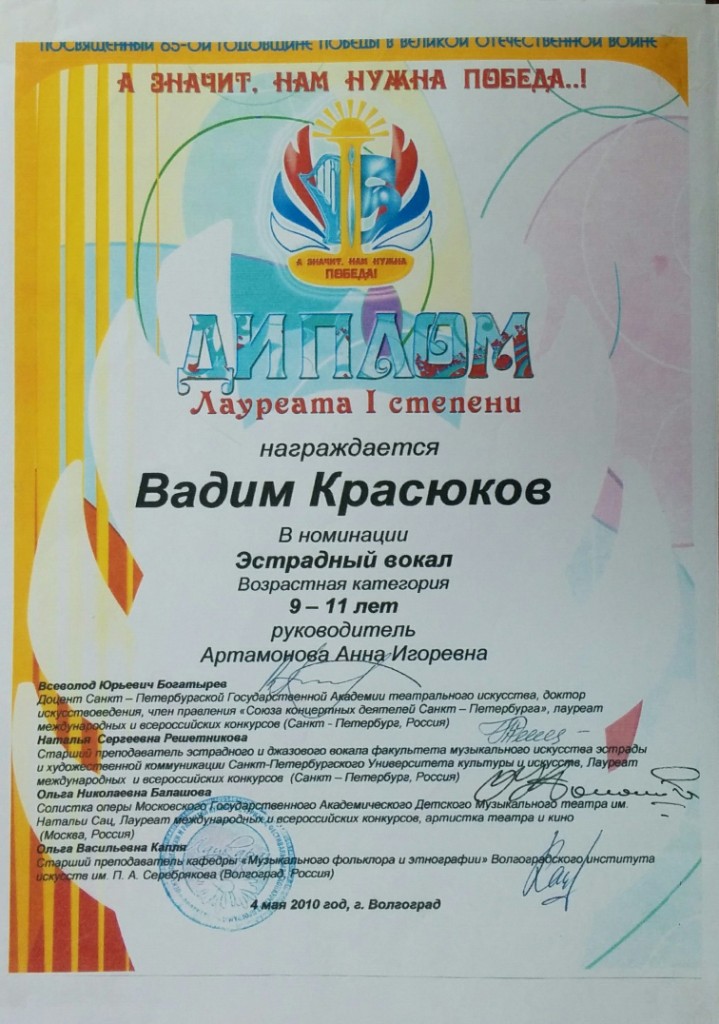 ПОСВЯЩЕННЫЙ 65-ОЙ ГОДОВЩИНЕ ПОБЕДЫ В ВЕЛИКОЙ ОТЕЧЕСТВЕННОЙ ВОЙНЕ
А ЗНАЧИТ, НАМ НУЖНА ПОБЕДА..!
А ЗНАЧИТ, НАМ НУЖНА
ПОБЕДА!
ДИПЛОМ
Лауреата I степени
награждается
Вадим Красюков
В номинации
Эстрадный вокал
Возрастная категория
9 – 11 лет
руководитель
Артамонова Анна Игоревна
Всеволод Юрьевич Богатырев
Доцент Санкт – Петербургской Государственной Академии театрального искусства, доктор
искусствоведения, член правления «Союза концертных деятелей Санкт – Петербурга», лауреат
международных и всероссийских конкурсов (Санкт - Петербург, Россия)
Наталья Сергеевна Решетникова
Старший преподаватель эстрадного и джазового вокала факультета музыкального искусства эстрады
и художественной коммуникации Санкт-Петербургского Университета культуры и искусств, Лауреат
международных и всероссийских конкурсов (Санкт – Петербург, Россия)
Ольга Николаевна Балашова
Солистка оперы Московского Государственного Академического Детского Музыкального театра им.
Натальи Сац, Лауреат международных и всероссийских конкурсов, артистка театра и кино
(Москва, Россия)
Ольга Васильевна Капля
Старший преподаватель кафедры «Музыкального фольклора и этнографии» Волгоградского института
искусств им. П. А. Серебрякова (Волгоград, Россия)
4 мая 2010 год, г. Волгоград